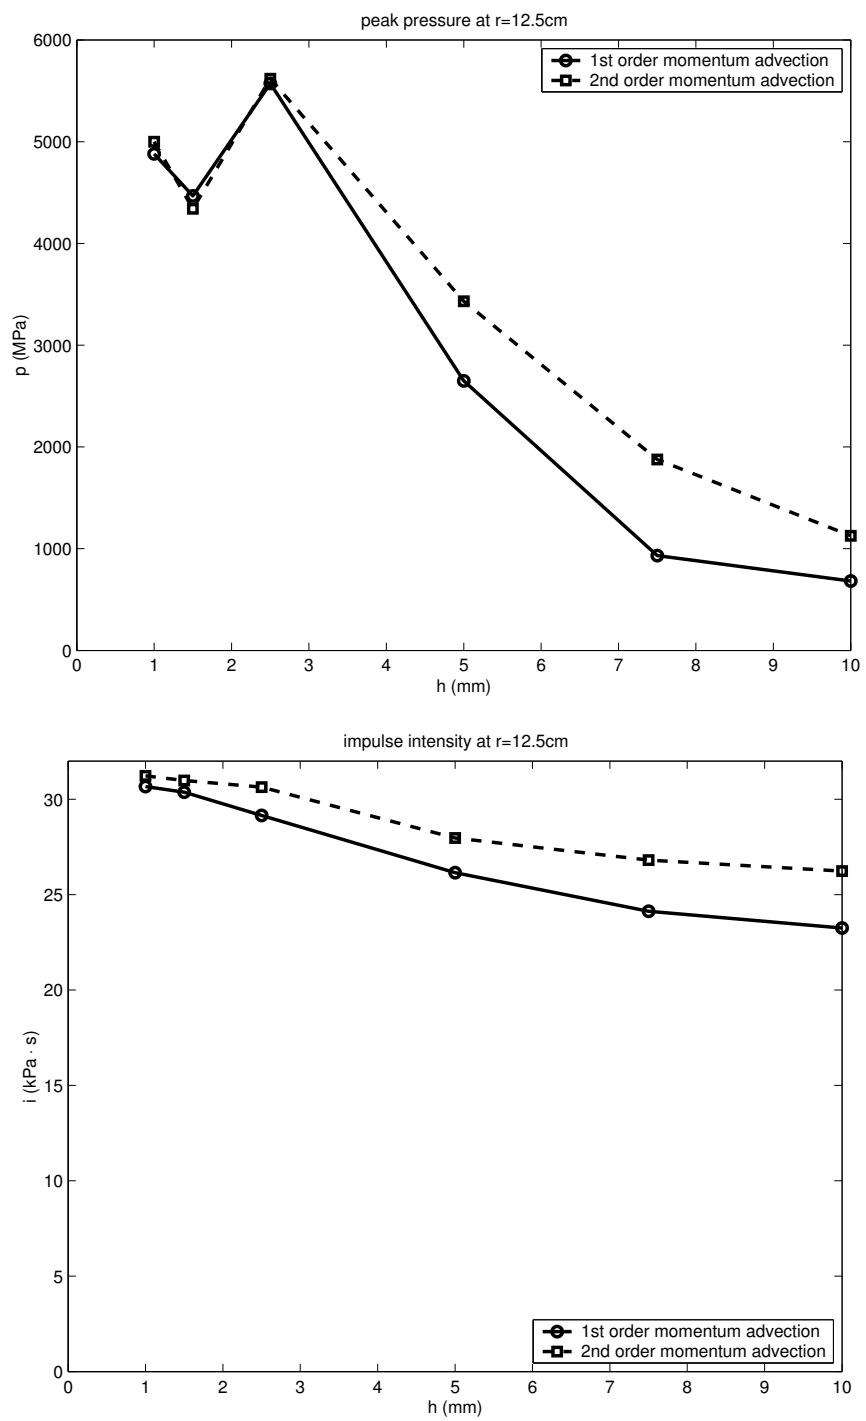 peak pressure at r=12.5cm
6000
5000
4000
3000
2000
1000
0
p (MPa)
1st order momentum advection
2nd order momentum advection
0 1 2 3 4 5 6 7 8 9 10
h (mm)
impulse intensity at r=12.5cm
30
25
20
15
10
5
0
i (kPa · s)
1st order momentum advection
2nd order momentum advection
0 1 2 3 4 5 6 7 8 9 10
h (mm)